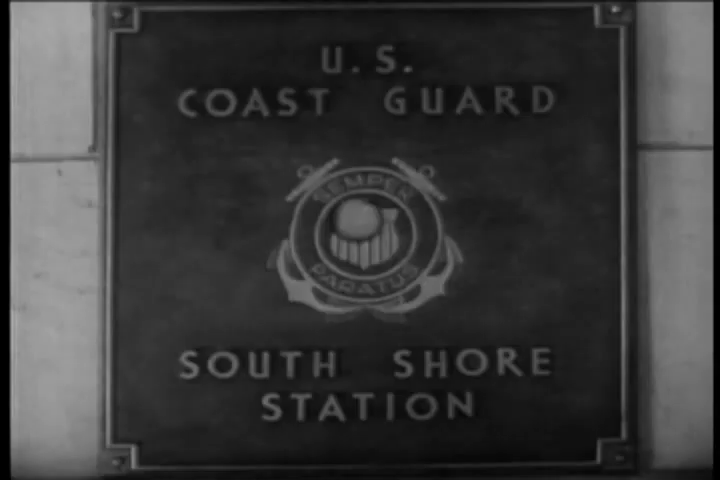 U.S.
COAST GUARD
SEMPER
PARATUS
SOUTH SHORE
STATION